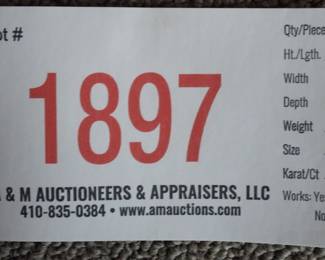 ot #
1897
& M AUCTIONEERS & APPRAISERS, LLC
410-835-0384 • www.amauctions.com
Qty/Piece
Ht./Lgth.
Width
Depth
Weight
Size
Karat/Ct
Works: Ye
No